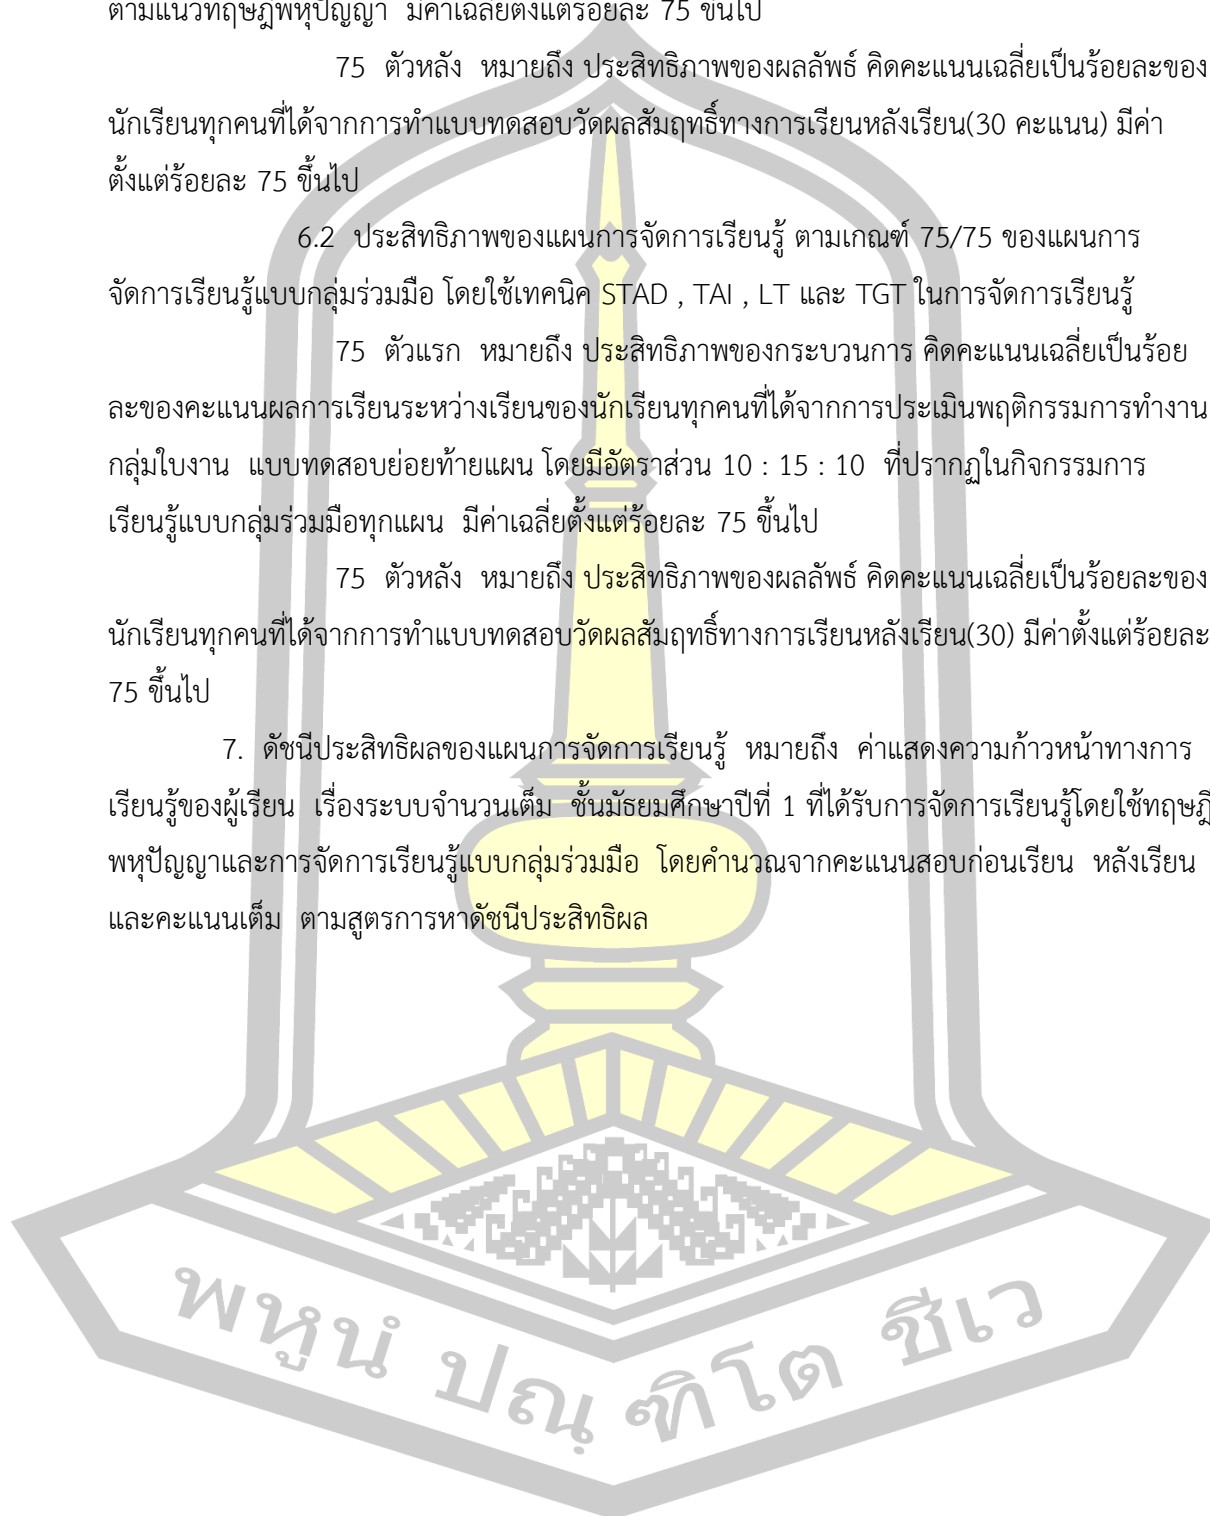 ตามแนวทฤษฎีพหุปัญญา มีค่าเฉลี่ยตั้งแต่ร้อยละ 75 ขึ้นไป
75 ตัวหลัง หมายถึง ประสิทธิภาพของผลลัพธ์ คิดคะแนนเฉลี่ยเป็นร้อยละของ
นักเรียนทุกคนที่ได้จากการทำแบบทดสอบวัดผลสัมฤทธิ์ทางการเรียนหลังเรียน(30 คะแนน) มีค่า
ตั้งแต่ร้อยละ 75 ขึ้นไป
6.2 ประสิทธิภาพของแผนการจัดการเรียนรู้ ตามเกณฑ์ 75/75 ของแผนการ
จัดการเรียนรู้แบบกลุ่มร่วมมือ โดยใช้เทคนิค STAD , TAI , LT และ TGT ในการจัดการเรียนรู้
75 ตัวแรก หมายถึง ประสิทธิภาพของกระบวนการ คิดคะแนนเฉลี่ยเป็นร้อย
ละของคะแนนผลการเรียนระหว่างเรียนของนักเรียนทุกคนที่ได้จากการประเมินพฤติกรรมการทำงาน
กลุ่มใบงาน แบบทดสอบย่อยท้ายแผน โดยมีอัตราส่วน 10 : 15 : 10 ที่ปรากฏในกิจกรรมการ
เรียนรู้แบบกลุ่มร่วมมือทุกแผน มีค่าเฉลี่ยตั้งแต่ร้อยละ 75 ขึ้นไป
75 ตัวหลัง หมายถึง ประสิทธิภาพของผลลัพธ์ คิดคะแนนเฉลี่ยเป็นร้อยละของ
นักเรียนทุกคนที่ได้จากการทำแบบทดสอบวัดผลสัมฤทธิ์ทางการเรียนหลังเรียน(30) มีค่าตั้งแต่ร้อยละ
75 ขึ้นไป
7. ดัชนีประสิทธิผลของแผนการจัดการเรียนรู้ หมายถึง ค่าแสดงความก้าวหน้าทางการ
เรียนรู้ของผู้เรียน เรื่องระบบจำนวนเต็ม ชั้นมัธยมศึกษาปีที่ 1 ที่ได้รับการจัดการเรียนรู้โดยใช้ทฤษฎี
พหุปัญญาและการจัดการเรียนรู้แบบกลุ่มร่วมมือ โดยคำนวณจากคะแนนสอบก่อนเรียน หลังเรียน
และคะแนนเต็ม ตามสูตรการหาดัชนีประสิทธิผล
พหูนํ ปณฺ ฑิโต ชีเว